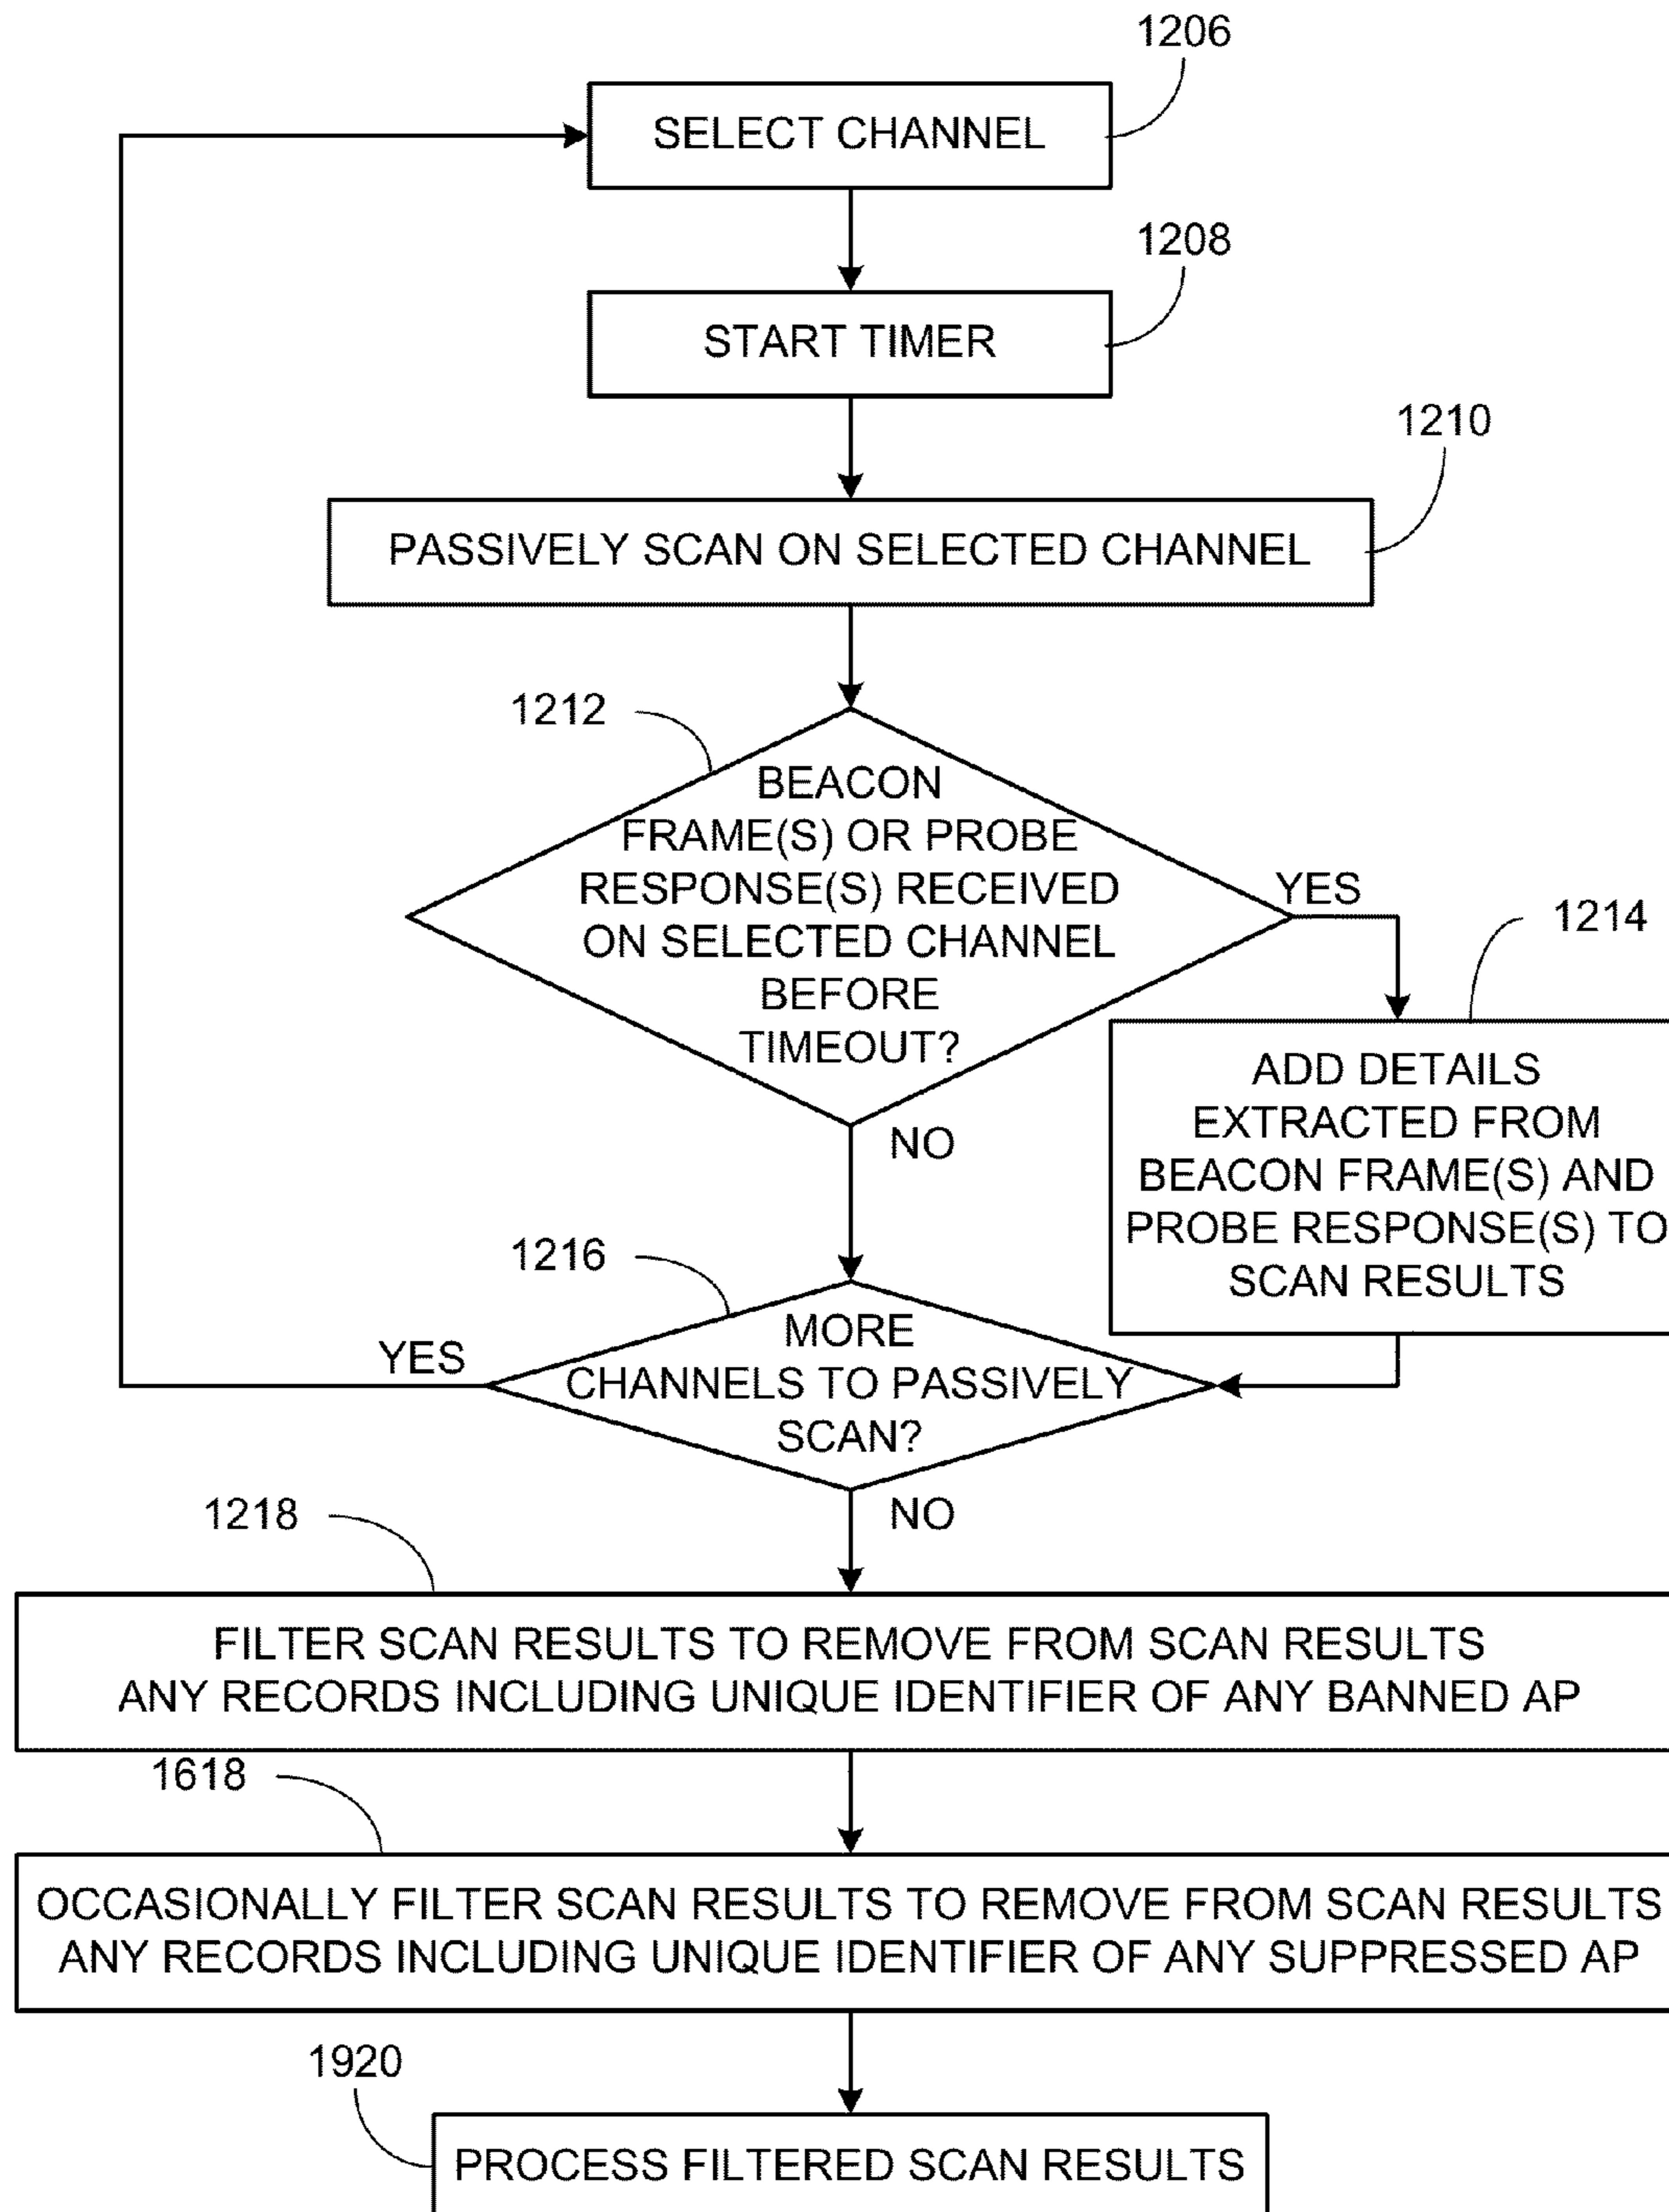 1206
SELECT CHANNEL
1208
START TIMER
1210
PASSIVELY SCAN ON SELECTED CHANNEL
1212
BEACON
FRAME(S) OR PROBE
RESPONSE(S) RECEIVED
ON SELECTED CHANNEL
BEFORE
TIMEOUT?
YES
1214
ADD DETAILS
EXTRACTED FROM
BEACON FRAME(S) AND
PROBE RESPONSE(S) TO
SCAN RESULTS
NO
1216
MORE
CHANNELS TO PASSIVELY
SCAN?
YES
NO
1218
FILTER SCAN RESULTS TO REMOVE FROM SCAN RESULTS
ANY RECORDS INCLUDING UNIQUE IDENTIFIER OF ANY BANNED AP
1618
OCCASIONALLY FILTER SCAN RESULTS TO REMOVE FROM SCAN RESULTS
ANY RECORDS INCLUDING UNIQUE IDENTIFIER OF ANY SUPPRESSED AP
1920
PROCESS FILTERED SCAN RESULTS